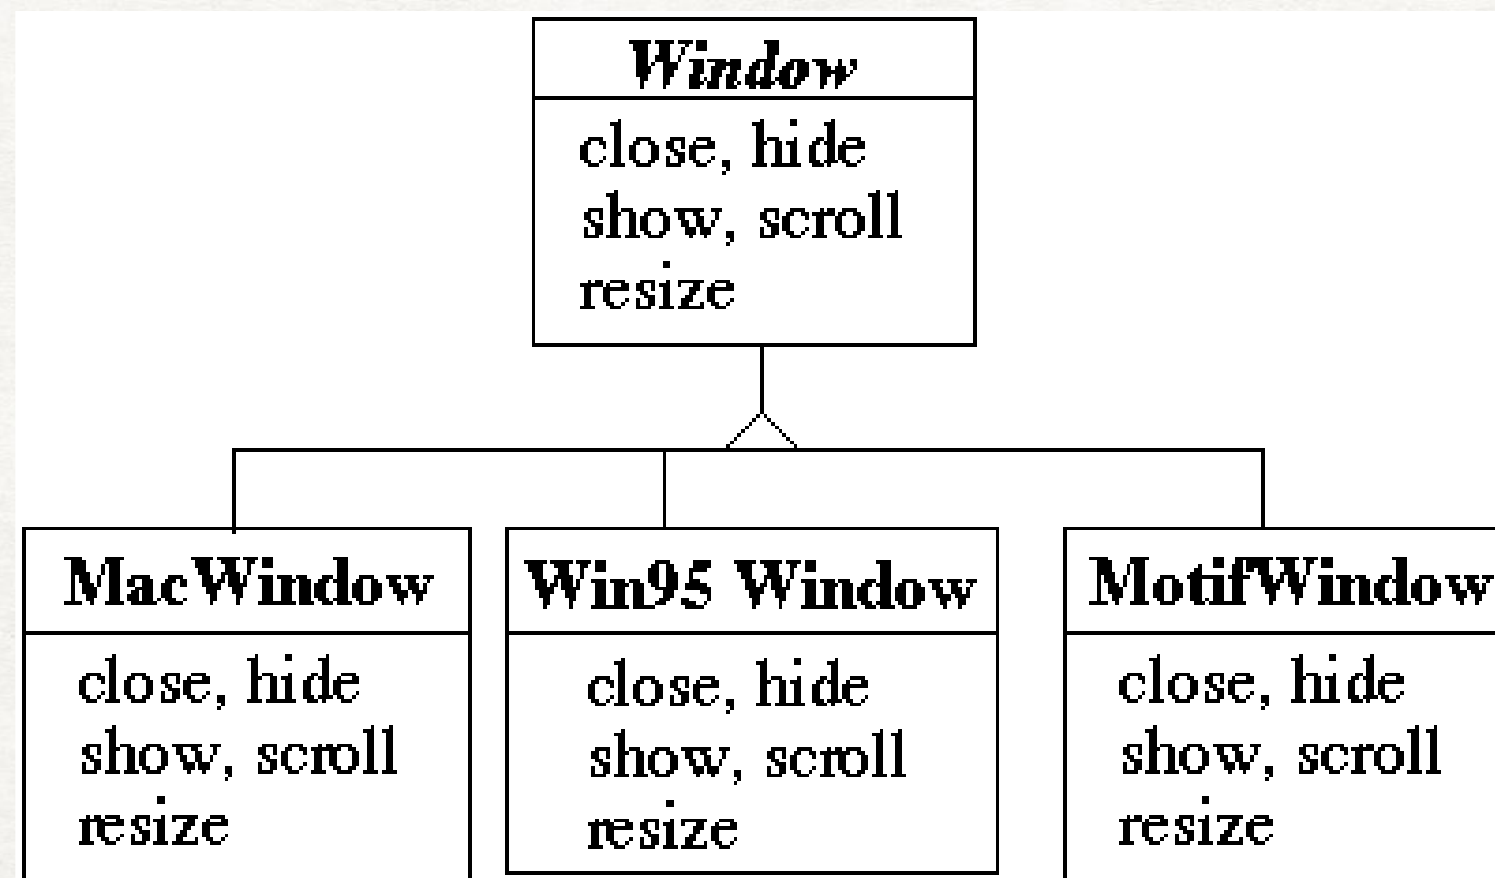 Window
close, hide
show, scroll
resize
MacWindow
close, hide
show, scroll
resize
Win95 Window
close, hide
show, scroll
resize
MotifWindow
close, hide
show, scroll
resize